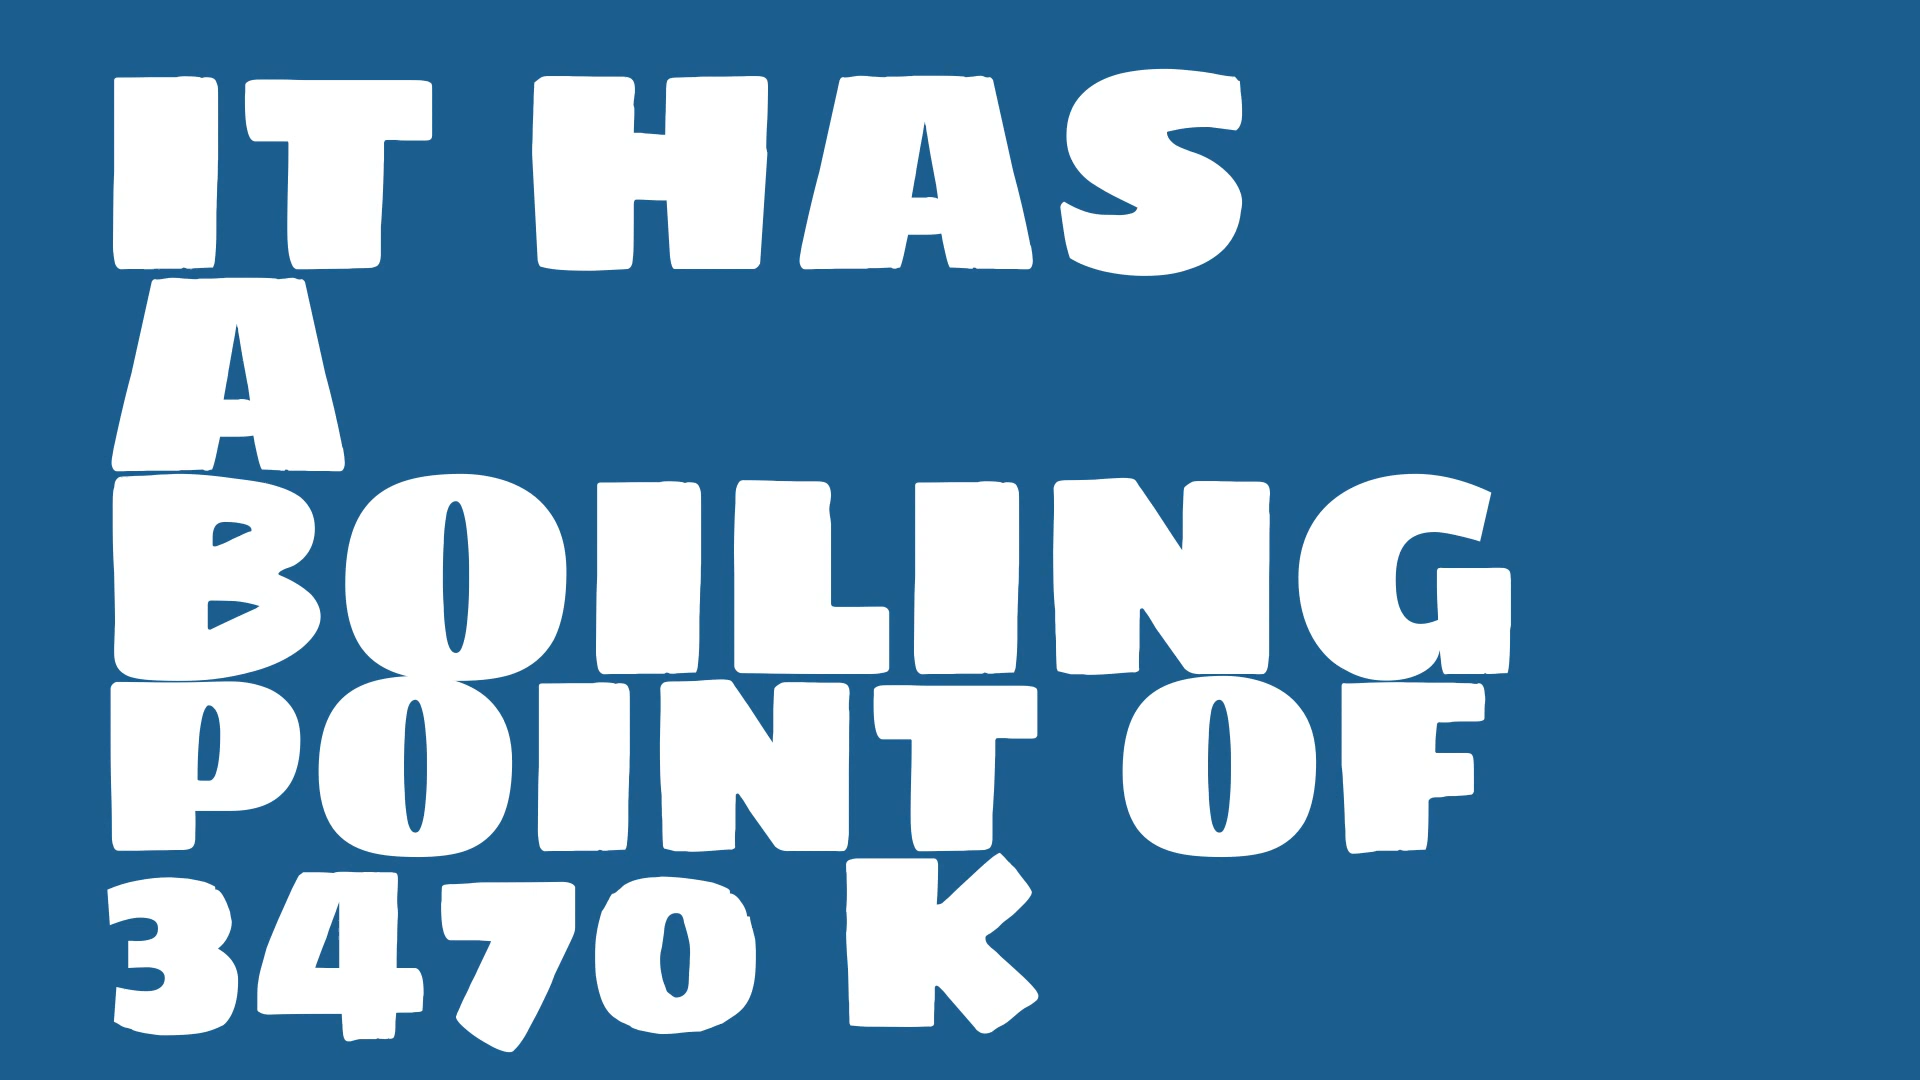 IT HAS
A
BOILING
POINT OF
3470 K